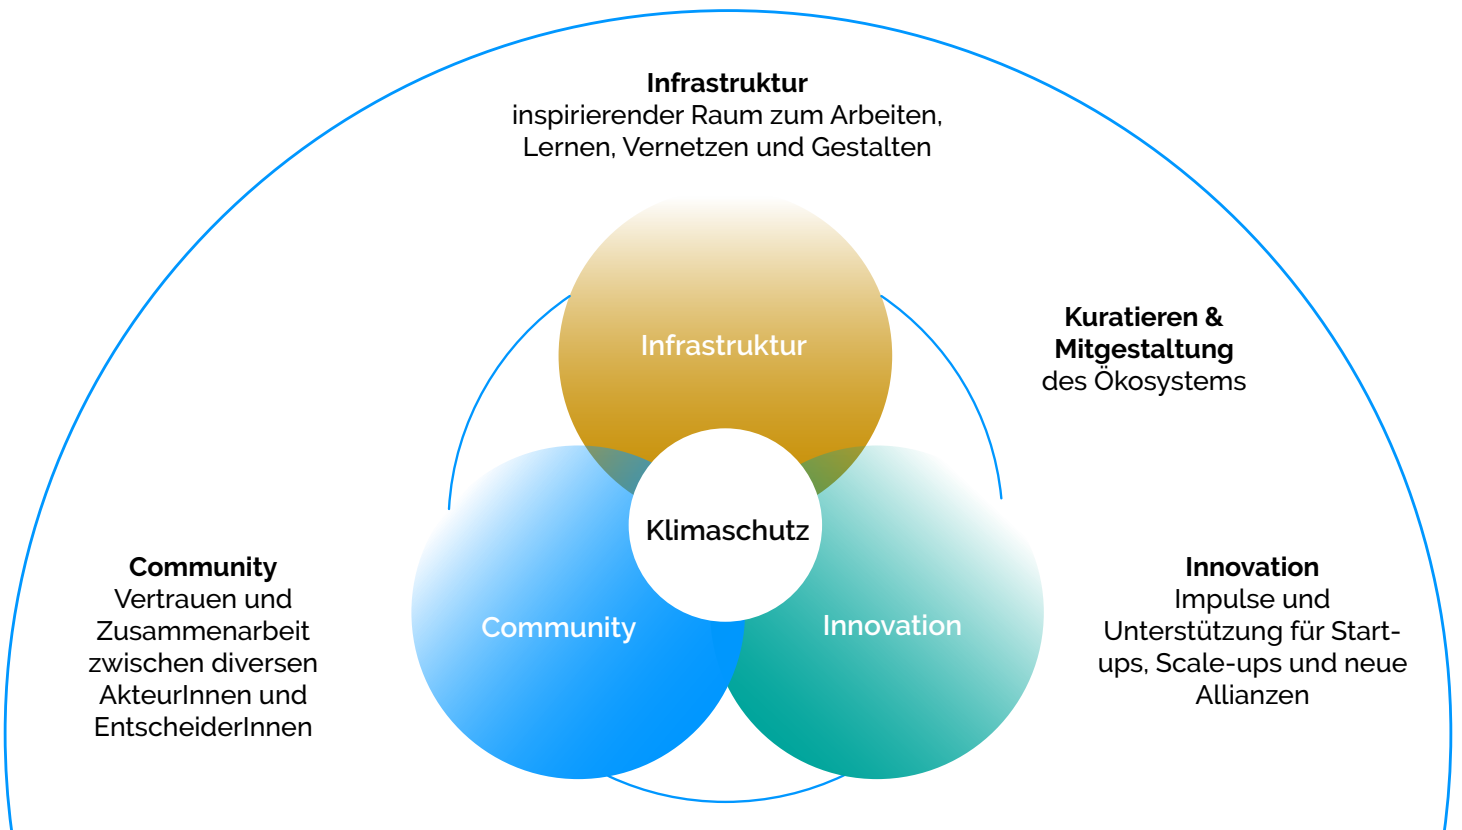 Infrastruktur
inspirierender Raum zum Arbeiten,
Lernen, Vernetzen und Gestalten
Infrastruktur
Kuratieren &
Mitgestaltung
des Ökosystems
Klimaschutz
Community
Vertrauen und
Zusammenarbeit
zwischen diversen
AkteurInnen und
EntscheiderInnen
Community
Innovation
Innovation
Impulse und
Unterstützung für Start-
ups, Scale-ups und neue
Allianzen